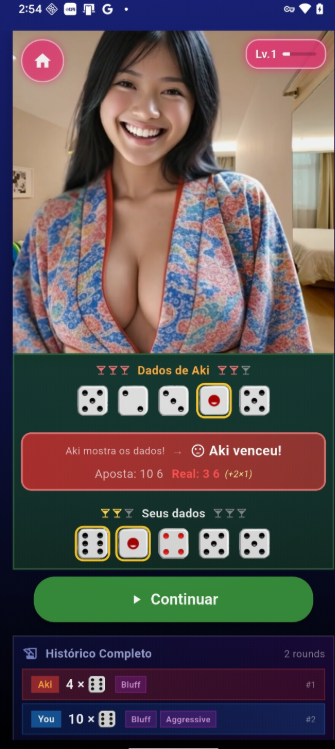 2:54
Lv.1
Dados de Aki
Aki mostra os dados! → Aki venceu!
Aposta: 10 6 Real: 3 6 (+2×1)
Seus dados
Continuar
Histórico Completo 2 rounds
Aki 4 × Bluff #1
You 10 × Bluff Aggressive #2